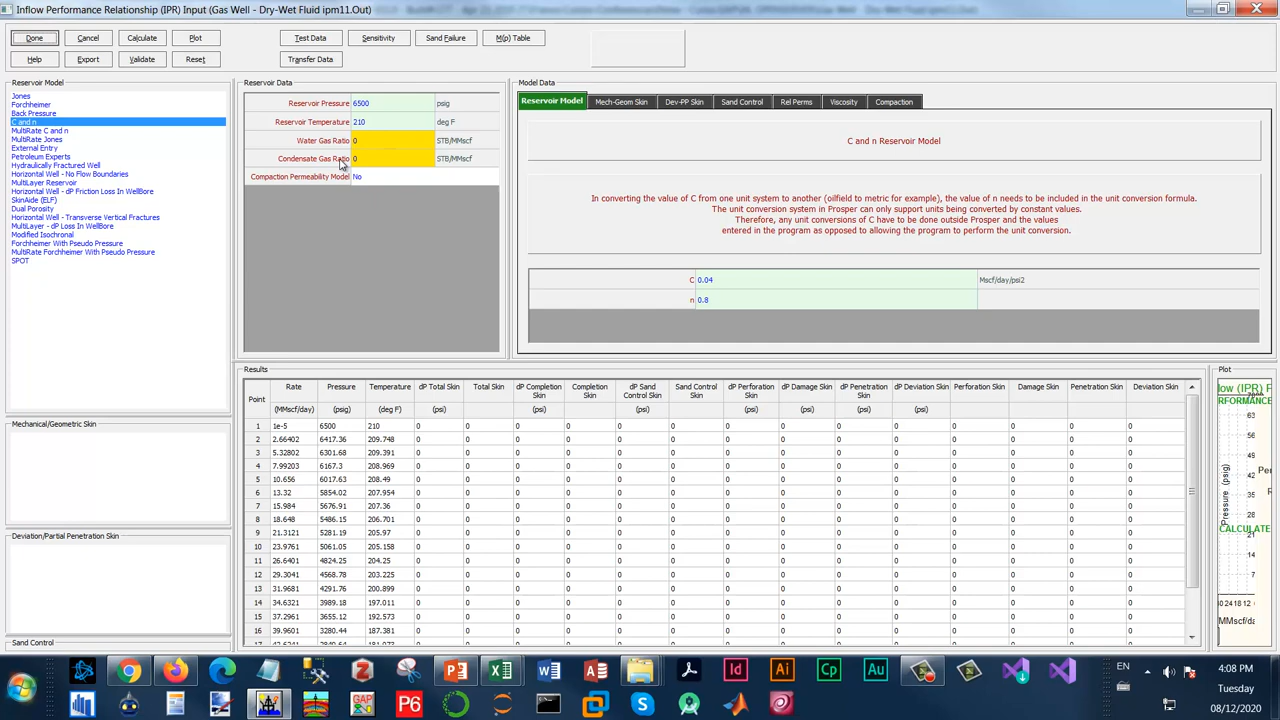 Inflow Performance Relationship (IPR) Input (Gas Well - Dry-Wet Fluid ipm11.Out)
Done Cancel Calculate Plot Test Data Sensitivity Sand Failure M(p) Table
Help Export Validate Reset Transfer Data
Reservoir Model
Jones
Forchheimer
Back Pressure
C and n
MultiRate C and n
MultiRate Jones
External Entry
Petroleum Experts
Hydraulically Fractured Well
Horizontal Well - No Flow Boundaries
MultiLayer Reservoir
Horizontal Well - dP Friction Loss In WellBore
SkinAide (ELF)
Dual Porosity
Horizontal Well - Transverse Vertical Fractures
MultiLayer - dP Loss In WellBore
Modified Isochronal
Forchheimer With Pseudo Pressure
MultiRate Forchheimer With Pseudo Pressure
SPOT
Mechanical/Geometric Skin
Deviation/Partial Penetration Skin
Sand Control
Reservoir Data
Reservoir Pressure 6500 psig
Reservoir Temperature 210 deg F
Water Gas Ratio 0 STB/MMscf
Condensate Gas Ratio 0 STB/MMscf
Compaction Permeability Model No
Model Data
Reservoir Model Mech-Geom Skin Dev-PP Skin Sand Control Rel Perms Viscosity Compaction
C and n Reservoir Model
In converting the value of C from one unit system to another (oilfield to metric for example), the value of n needs to be included in the unit conversion formula.
The unit conversion system in Prosper can only support units being converted by constant values.
Therefore, any unit conversions of C have to be done outside Prosper and the values
entered in the program as opposed to allowing the program to perform the unit conversion.
C 0.04 Mscf/day/psi2
n 0.8
Results
Point Rate Pressure Temperature dP Total Skin Total Skin dP Completion Skin Completion Skin dP Sand Control Skin Sand Control Skin dP Perforation Skin dP Damage Skin dP Penetration Skin dP Deviation Skin Perforation Skin Damage Skin Penetration Skin Deviation Skin
(MMscf/day) (psig) (deg F) (psi) (psi) (psi) (psi) (psi) (psi) (psi)
1 1e-5 6500 210 0 0 0 0 0 0 0 0 0 0 0 0 0 0
2 2.66402 6417.36 209.748 0 0 0 0 0 0 0 0 0 0 0 0 0 0
3 5.32802 6301.68 209.391 0 0 0 0 0 0 0 0 0 0 0 0 0 0
4 7.99203 6167.3 208.969 0 0 0 0 0 0 0 0 0 0 0 0 0 0
5 10.656 6017.63 208.49 0 0 0 0 0 0 0 0 0 0 0 0 0 0
6 13.32 5854.02 207.954 0 0 0 0 0 0 0 0 0 0 0 0 0 0
7 15.984 5676.91 207.36 0 0 0 0 0 0 0 0 0 0 0 0 0 0
8 18.648 5486.15 206.701 0 0 0 0 0 0 0 0 0 0 0 0 0 0
9 21.3121 5281.19 205.97 0 0 0 0 0 0 0 0 0 0 0 0 0 0
10 23.9761 5061.05 205.158 0 0 0 0 0 0 0 0 0 0 0 0 0 0
11 26.6401 4824.25 204.25 0 0 0 0 0 0 0 0 0 0 0 0 0 0
12 29.3041 4568.78 203.225 0 0 0 0 0 0 0 0 0 0 0 0 0 0
13 31.9681 4291.76 200.899 0 0 0 0 0 0 0 0 0 0 0 0 0 0
14 34.6321 3989.18 197.011 0 0 0 0 0 0 0 0 0 0 0 0 0 0
15 37.2961 3655.12 192.573 0 0 0 0 0 0 0 0 0 0 0 0 0 0
16 39.9601 3280.44 187.381 0 0 0 0 0 0 0 0 0 0 0 0 0 0
Plot
low (IPR) F
RFORMANCE
63
56
49
42
35
28
21
14
7
Pressure (psig)
CALCULATE
MMscf/da
EN
4:08 PM
Tuesday
08/12/2020
Id Ai Cp Au
GAP P6